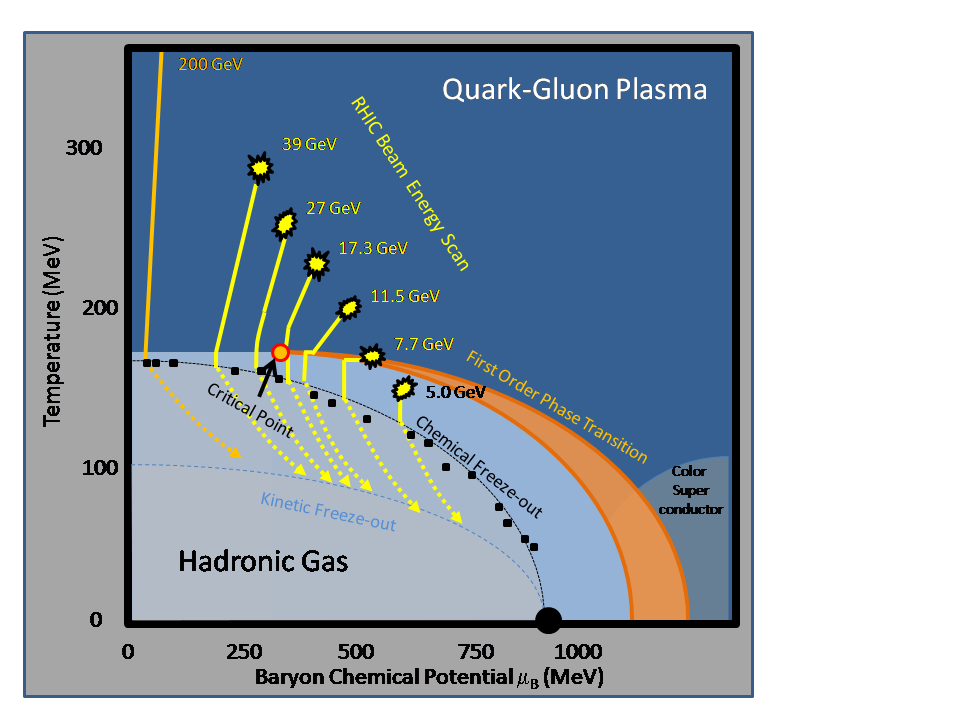 200 GeV
Quark-Gluon Plasma
39 GeV
RHIC Beam Energy Scan
300
27 GeV
17.3 GeV
11.5 GeV
200
7.7 GeV
First Order Phase Transition
5.0 GeV
Critical Point
Chemical Freeze-out
Temperature (MeV)
100
Color
Super
conductor
Kinetic Freeze-out
Hadronic Gas
0
0 250 500 750 1000
Baryon Chemical Potential μB (MeV)